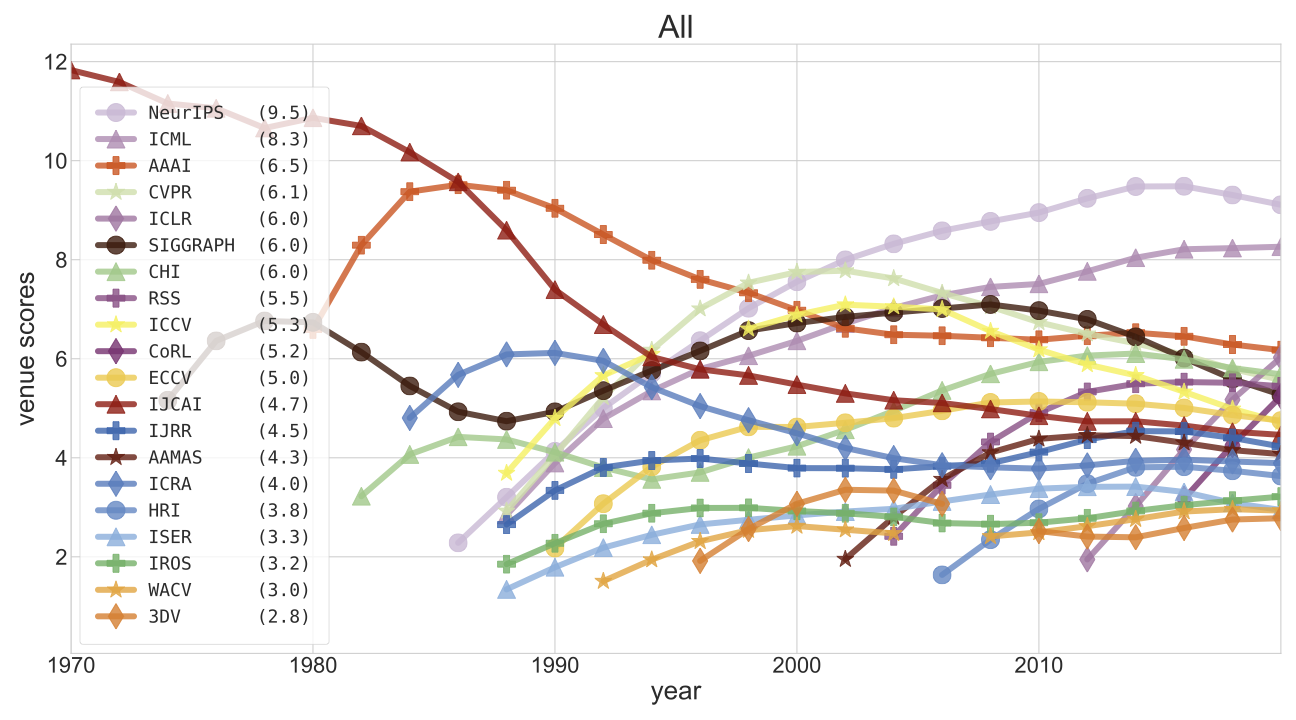 All
venue scores
12
10
8
6
4
2
NeurIPS (9.5)
ICML (8.3)
AAAI (6.5)
CVPR (6.1)
ICLR (6.0)
SIGGRAPH (6.0)
CHI (6.0)
RSS (5.5)
ICCV (5.3)
CoRL (5.2)
ECCV (5.0)
IJCAI (4.7)
IJRR (4.5)
AAMAS (4.3)
ICRA (4.0)
HRI (3.8)
ISER (3.3)
IROS (3.2)
WACV (3.0)
3DV (2.8)
1970 1980 1990 2000 2010
year